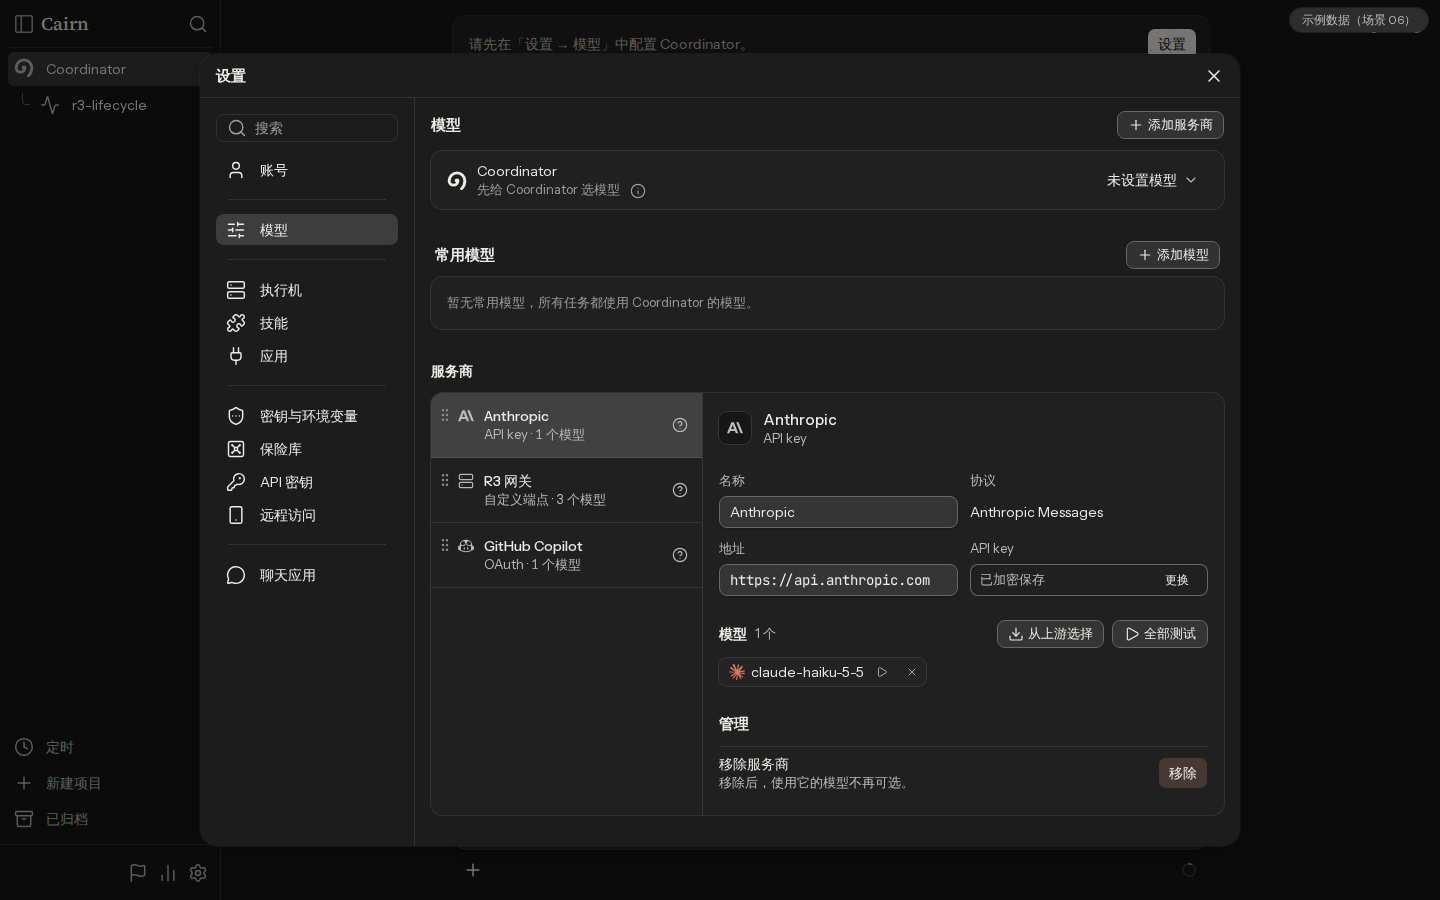 Cairn
Coordinator
r3-lifecycle
定时
新建项目
已归档
请先在「设置 → 模型」中配置 Coordinator。
设置
示例数据（场景 06）
设置
搜索
账号
模型
执行机
技能
应用
密钥与环境变量
保险库
API 密钥
远程访问
聊天应用
模型
添加服务商
Coordinator
先给 Coordinator 选模型
未设置模型
常用模型
添加模型
暂无常用模型，所有任务都使用 Coordinator 的模型。
服务商
Anthropic
API key · 1 个模型
R3 网关
自定义端点 · 3 个模型
GitHub Copilot
OAuth · 1 个模型
Anthropic
API key
名称
协议
Anthropic
Anthropic Messages
地址
API key
https://api.anthropic.com
已加密保存
更换
模型 1 个
从上游选择
全部测试
claude-haiku-5-5
管理
移除服务商
移除后，使用它的模型不再可选。
移除